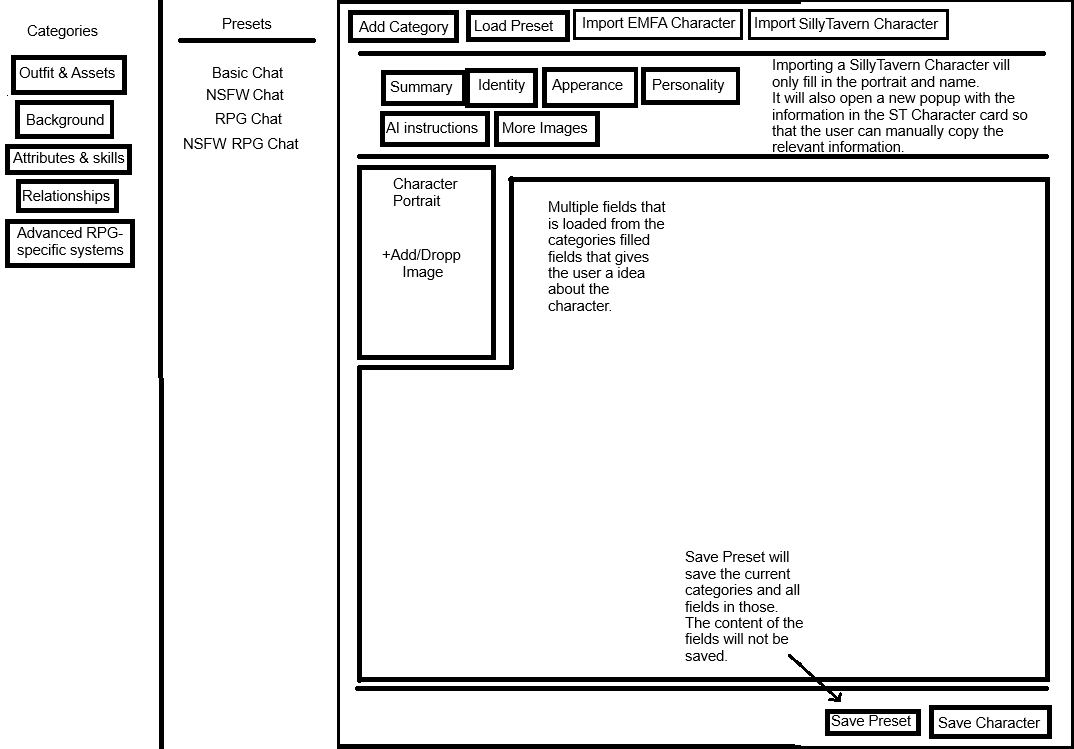 Categories
Outfit & Assets
Background
Attributes & skills
Relationships
Advanced RPG-
specific systems
Presets
Basic Chat
NSFW Chat
RPG Chat
NSFW RPG Chat
Add Category
Load Preset
Import EMFA Character
Import SillyTavern Character
Summary
Identity
Apperance
Personality
AI instructions
More Images
Importing a SillyTavern Character vill
only fill in the portrait and name.
It will also open a new popup with the
information in the ST Character card so
that the user can manually copy the
relevant information.
Character
Portrait
+Add/Dropp
Image
Multiple fields that
is loaded from the
categories filled
fields that gives
the user a idea
about the
character.
Save Preset will
save the current
categories and all
fields in those.
The content of the
fields will not be
saved.
Save Preset
Save Character